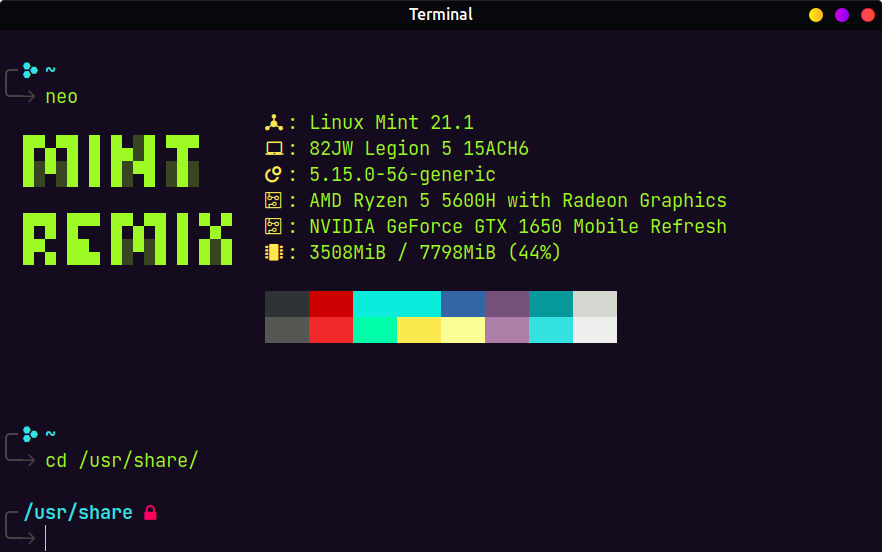 Terminal
~
neo
MINT
REMIX
: Linux Mint 21.1
: 82JW Legion 5 15ACH6
: 5.15.0-56-generic
: AMD Ryzen 5 5600H with Radeon Graphics
: NVIDIA GeForce GTX 1650 Mobile Refresh
: 3508MiB / 7798MiB (44%)
~
cd /usr/share/
/usr/share